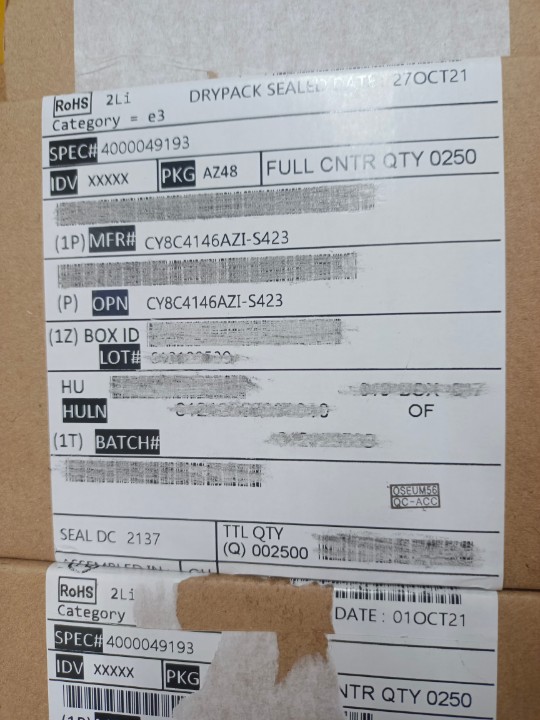 RoHS 2Li DRYPACK SEALED DATE: 27OCT21
Category = e3
SPEC# 4000049193
IDV XXXXX PKG AZ48 FULL CNTR QTY 0250
(1P) MFR# CY8C4146AZI-S423
(P) OPN CY8C4146AZI-S423
(1Z) BOX ID
LOT#
HU
HULN OF
(1T) BATCH#
QC-ACC
SEAL DC 2137 TTL QTY
(Q) 002500
RoHS 2Li
Category DATE : 01OCT21
SPEC# 4000049193
IDV XXXXX PKG NTR QTY 0250